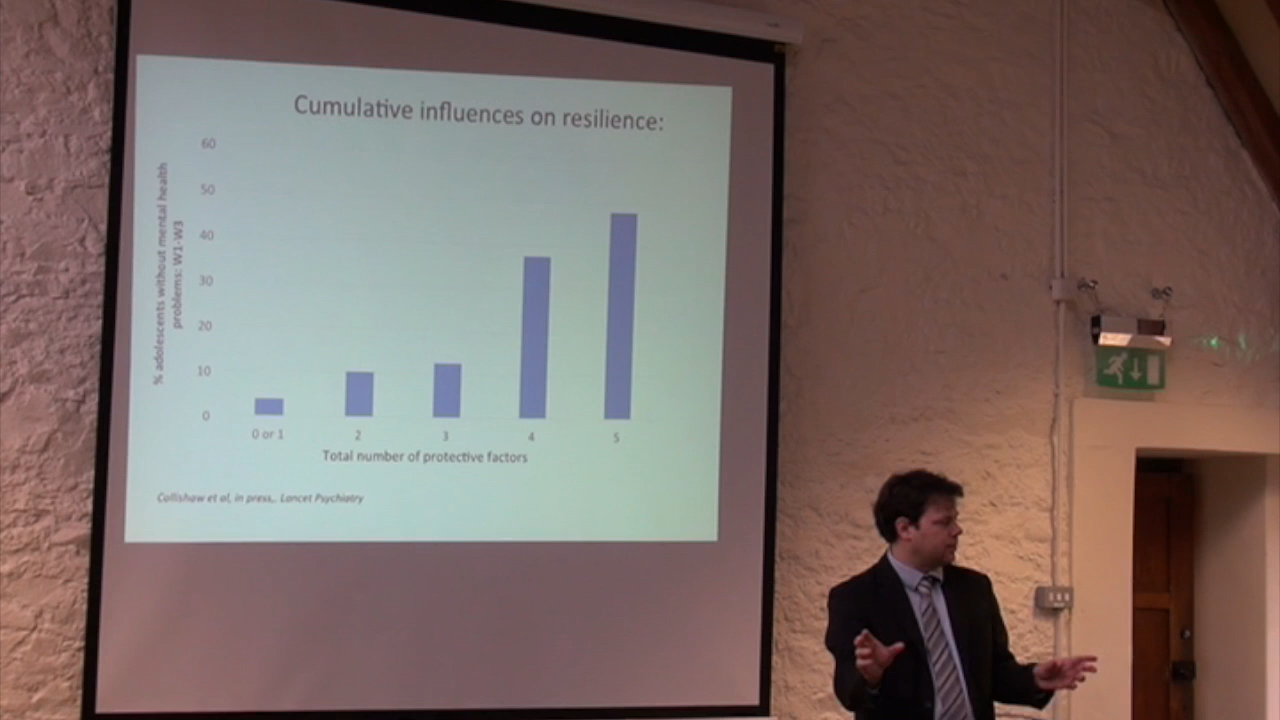 Cumulative influences on resilience:
% adolescents without mental health
problems: W1-W3
60
50
40
30
20
10
0
0 or 1
2
3
4
5
Total number of protective factors
Collishaw et al, in press,. Lancet Psychiatry